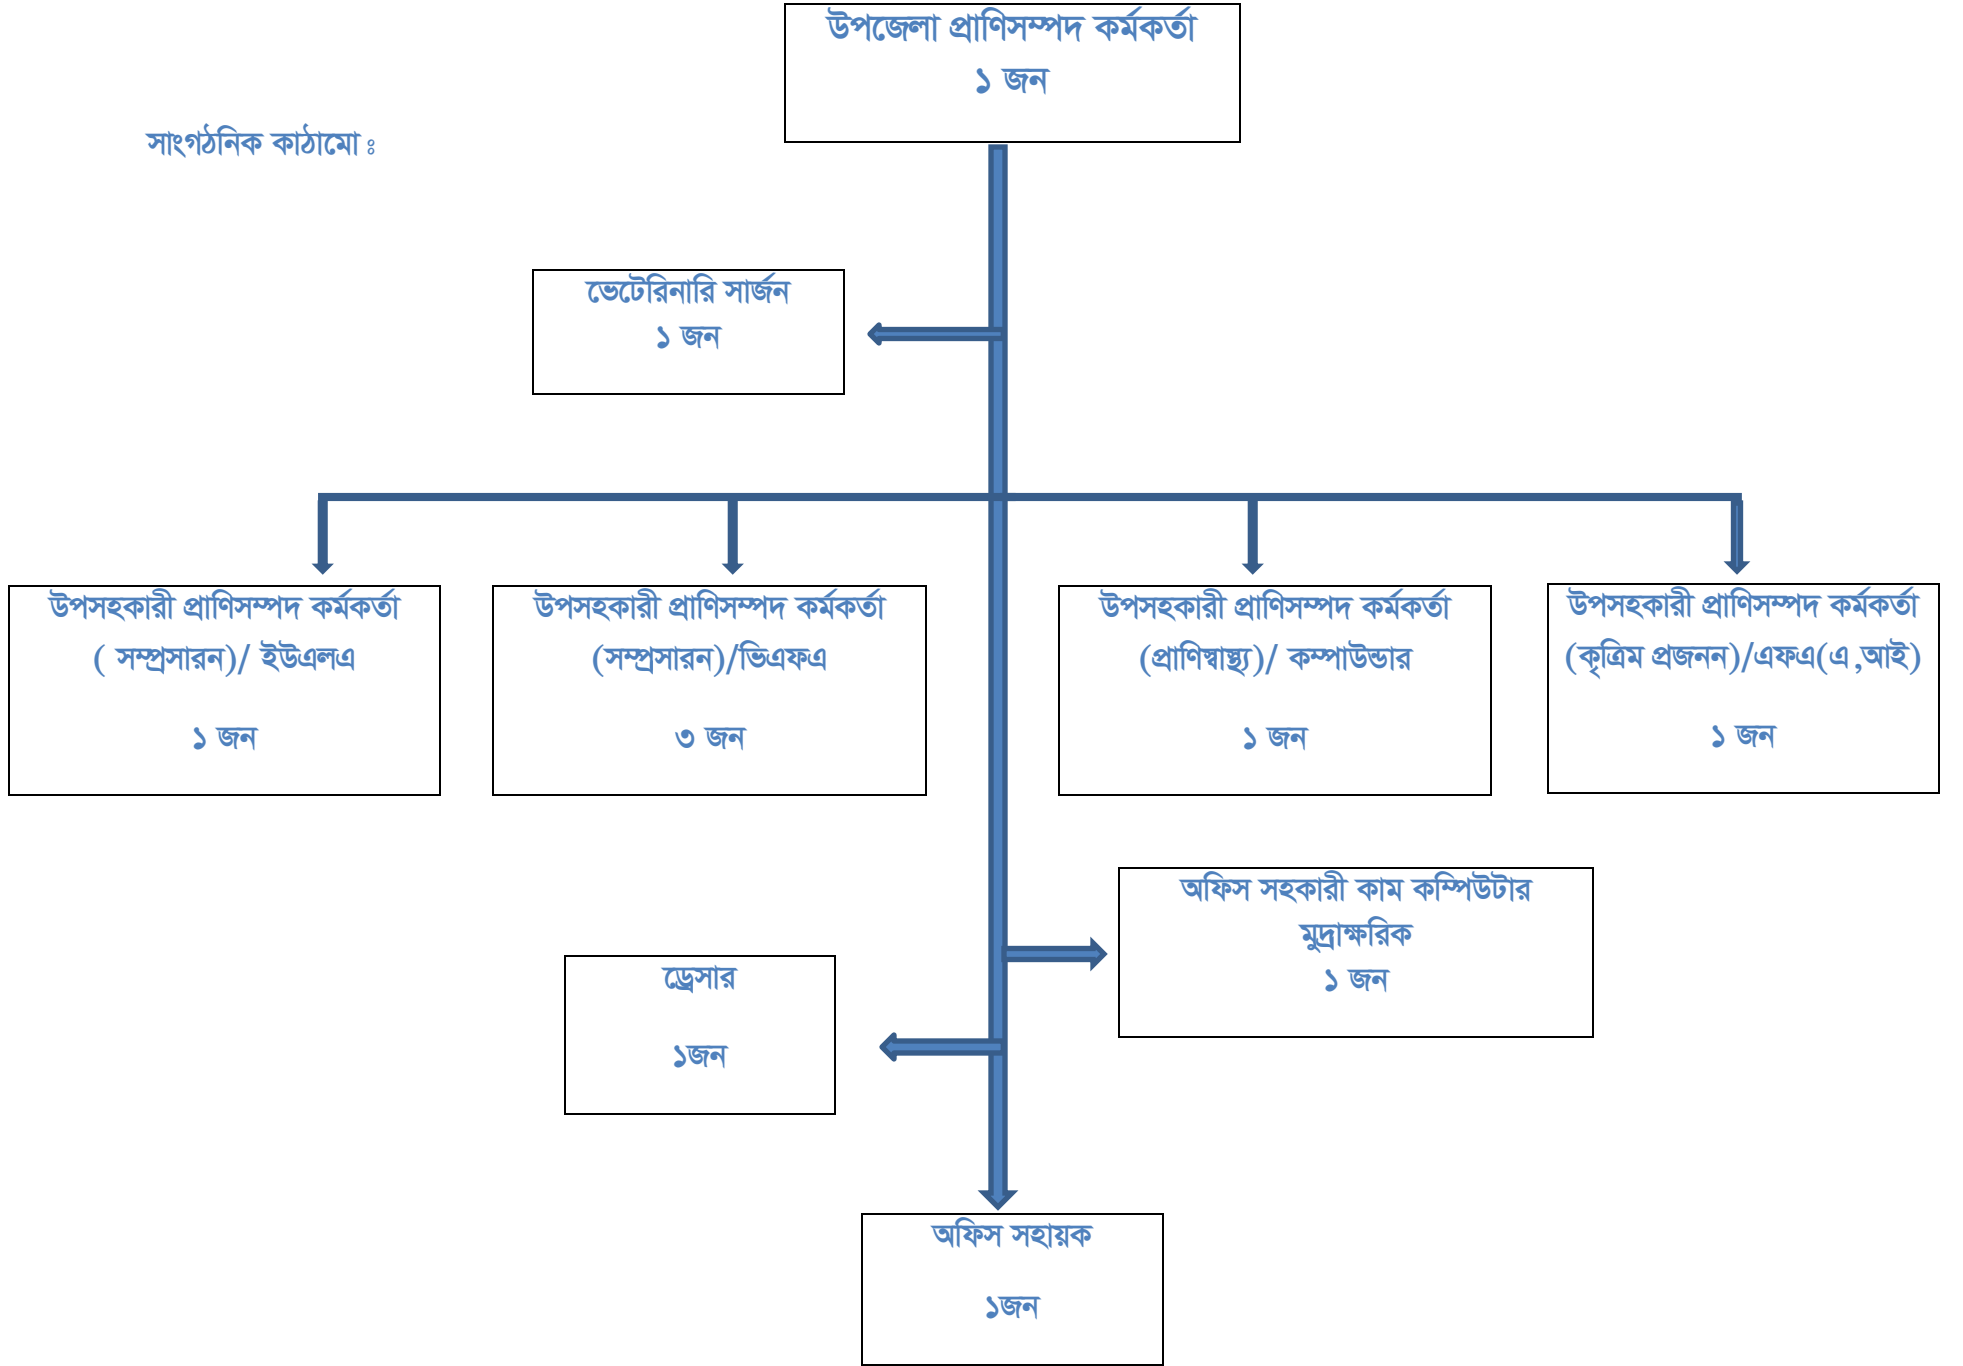 উপজেলা প্রাণিসম্পদ কর্মকর্তা
১ জন
সাংগঠনিক কাঠামো ঃ
ভেটেরিনারি সার্জন
১ জন
উপসহকারী প্রাণিসম্পদ কর্মকর্তা
( সম্প্রসারন)/ ইউএলএ
১ জন
উপসহকারী প্রাণিসম্পদ কর্মকর্তা
(সম্প্রসারন)/ভিএফএ
৩ জন
উপসহকারী প্রাণিসম্পদ কর্মকর্তা
(প্রাণিস্বাস্থ্য)/ কম্পাউন্ডার
১ জন
উপসহকারী প্রাণিসম্পদ কর্মকর্তা
(কৃত্রিম প্রজনন)/এফএ(এ,আই)
১ জন
অফিস সহকারী কাম কম্পিউটার
মুদ্রাক্ষরিক
১ জন
ড্রেসার
১জন
অফিস সহায়ক
১জন